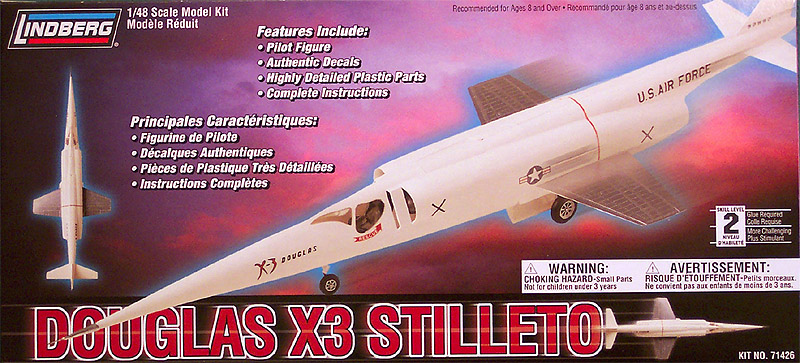 LINDBERG
1/48 Scale Model Kit
Modèle Réduit
Recommended for Ages 8 and Over • Recommandé pour âge 8 ans et au-dessus
Features Include:
• Pilot Figure
• Authentic Decals
• Highly Detailed Plastic Parts
• Complete Instructions
Principales Caractéristiques:
• Figurine de Pilote
• Décalques Authentiques
• Pièces de Plastique Très Détaillées
• Instructions Complètes
U.S. AIR FORCE
X-3 DOUGLAS
SKILL LEVEL
2
NIVEAU
D'HABILETÉ
Glue Required
Colle Requise
More Challenging
Plus Stimulant
WARNING:
CHOKING HAZARD-Small Parts
Not for children under 3 years
AVERTISSEMENT:
RISQUE D'ÉTOUFFEMENT-Petits morceaux.
Ne convient pas aux enfants de moins de 3 ans.
DOUGLAS X3 STILLETO
KIT NO. 71426